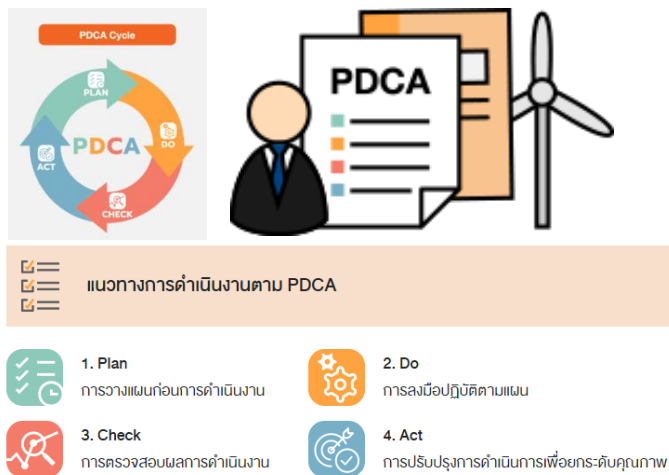 PDCA Cycle
PLAN
DO
CHECK
ACT
PDCA
PDCA
แนวทางการดำเนินงานตาม PDCA
1. Plan
การวางแผนก่อนการดำเนินงาน
2. Do
การลงมือปฏิบัติตามแผน
3. Check
การตรวจสอบผลการดำเนินงาน
4. Act
การปรับปรุงการดำเนินการเพื่อยกระดับคุณภาพ